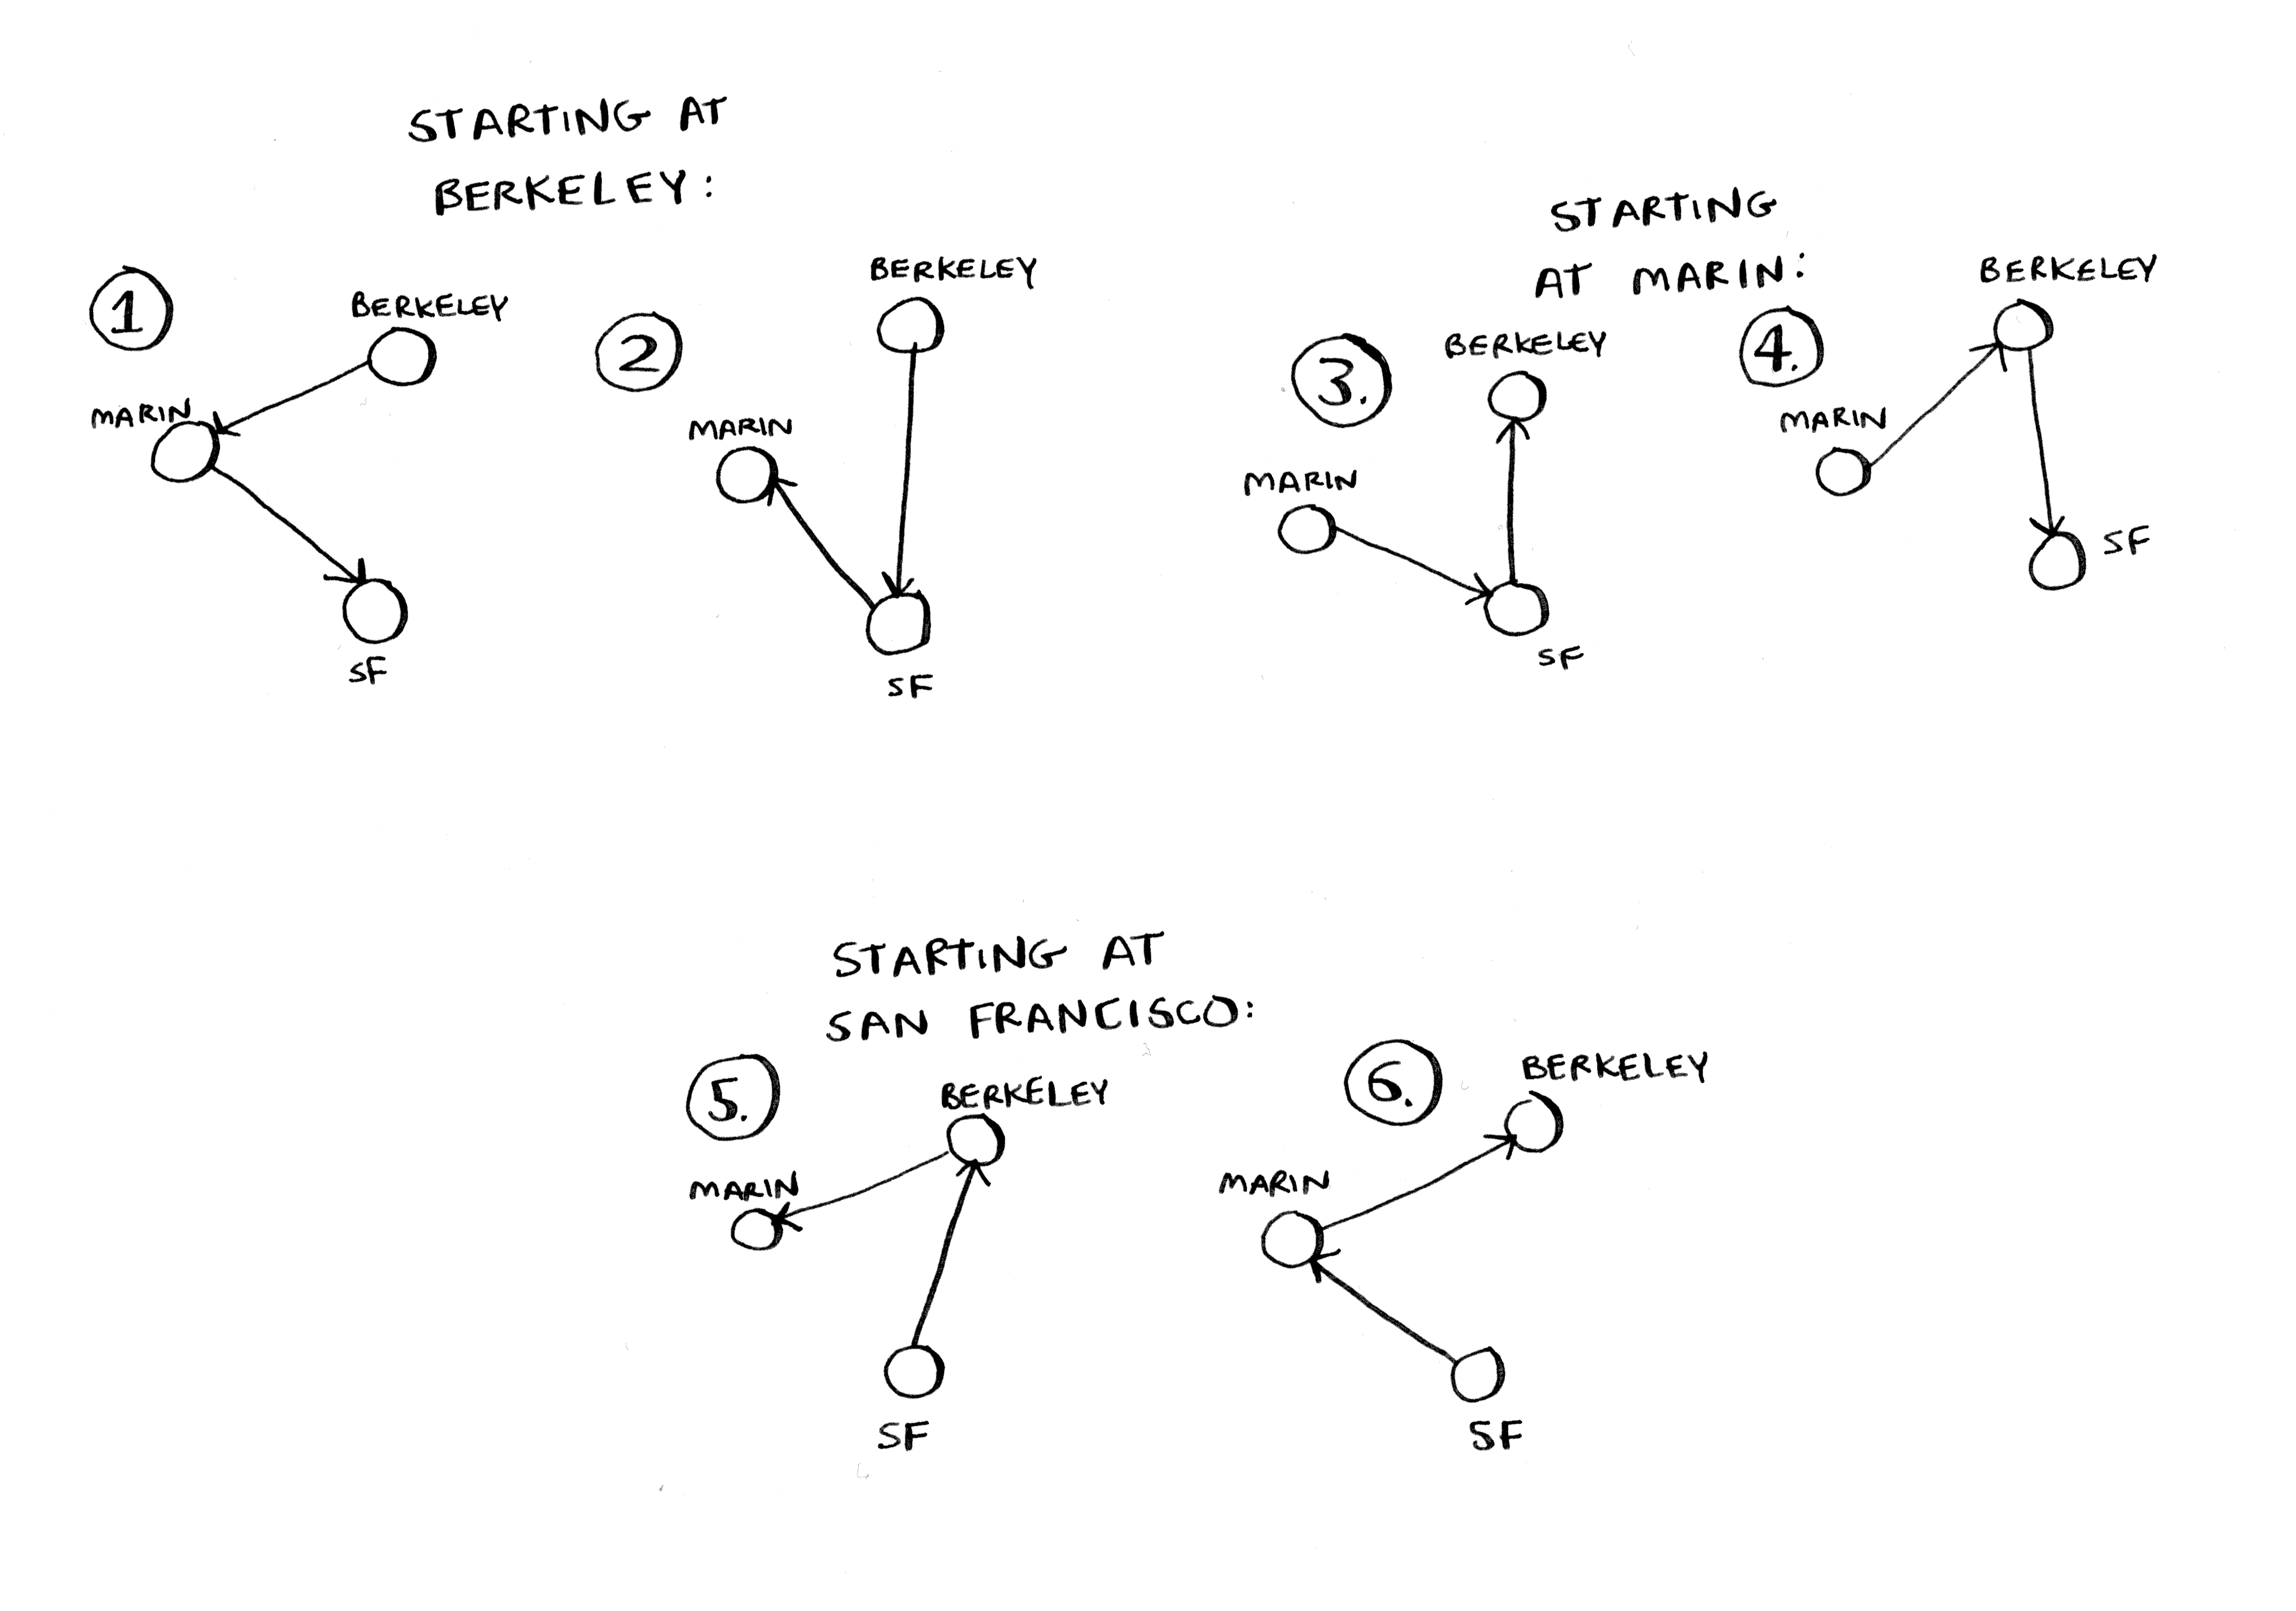 STARTING AT
BERKELEY:
1
BERKELEY
MARIN
SF
2
BERKELEY
MARIN
SF
STARTING
AT MARIN:
3.
BERKELEY
MARIN
SF
4.
BERKELEY
MARIN
SF
STARTING AT
SAN FRANCISCO:
5.
BERKELEY
MARIN
SF
6.
BERKELEY
MARIN
SF